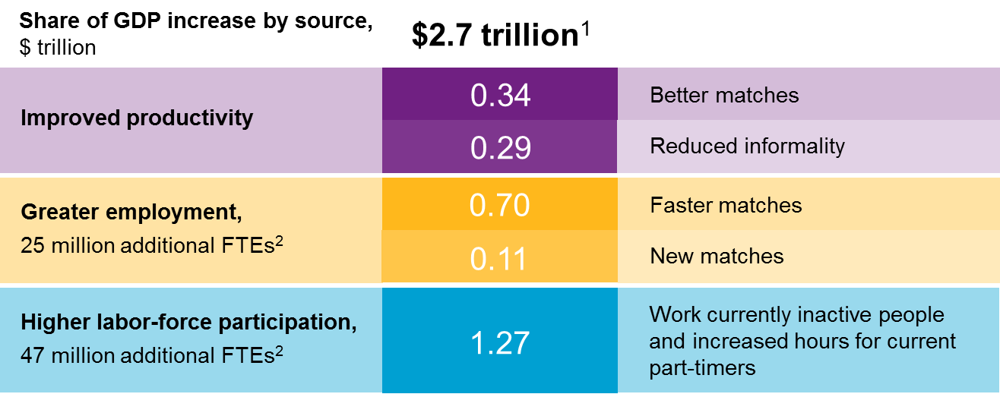 Share of GDP increase by source,
$ trillion
$2.7 trillion¹
Improved productivity
0.34
Better matches
0.29
Reduced informality
Greater employment,
25 million additional FTEs²
0.70
Faster matches
0.11
New matches
Higher labor-force participation,
47 million additional FTEs²
1.27
Work currently inactive people
and increased hours for current
part-timers